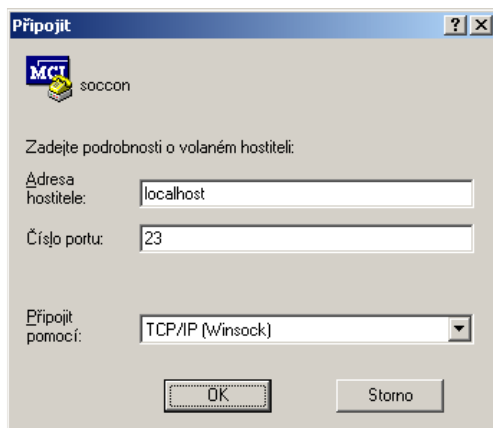 Připojit
MCI
soccon
Zadejte podrobnosti o volaném hostiteli:
Adresa
hostitele:
localhost
Číslo portu:
23
Připojit
pomocí:
TCP/IP (Winsock)
OK
Storno